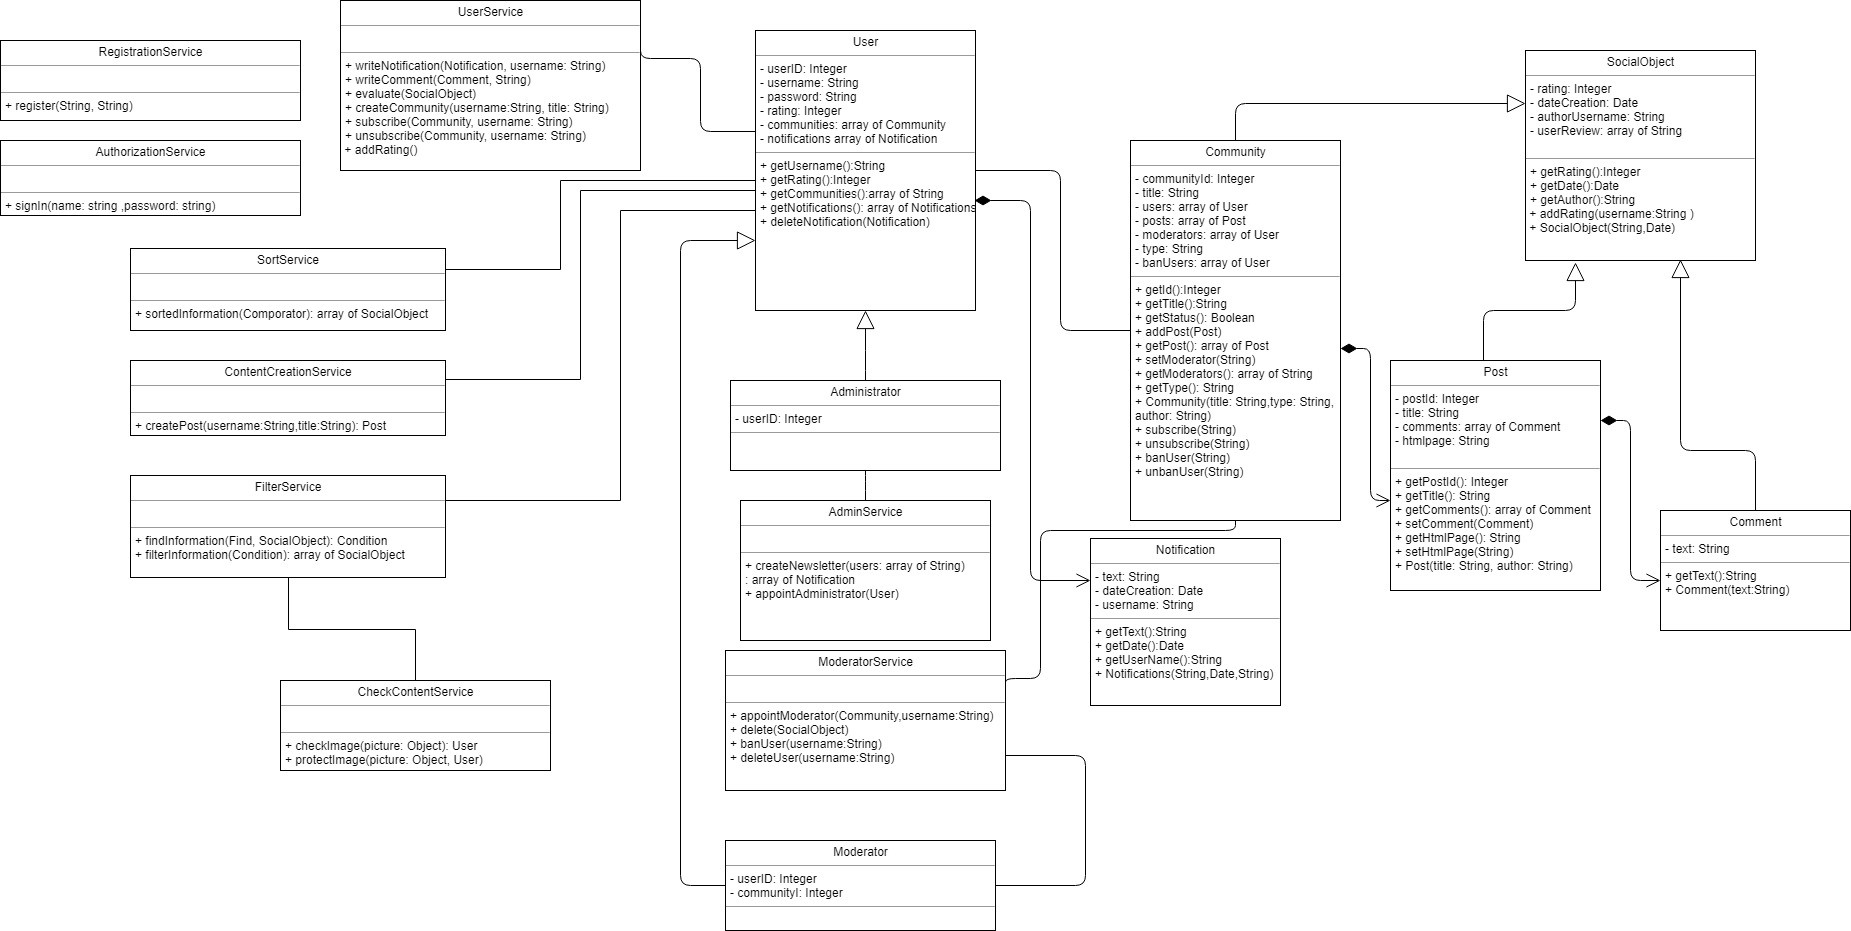 UserService
+ writeNotification(Notification, username: String)
+ writeComment(Comment, String)
+ evaluate(SocialObject)
+ createCommunity(username:String, title: String)
+ subscribe(Community, username: String)
+ unsubscribe(Community, username: String)
+ addRating()
RegistrationService
+ register(String, String)
AuthorizationService
+ signIn(name: string ,password: string)
User
- userID: Integer
- username: String
- password: String
- rating: Integer
- communities: array of Community
- notifications array of Notification
+ getUsername():String
+ getRating():Integer
+ getCommunities():array of String
+ getNotifications(): array of Notifications
+ deleteNotification(Notification)
SocialObject
- rating: Integer
- dateCreation: Date
- authorUsername: String
- userReview: array of String
+ getRating():Integer
+ getDate():Date
+ getAuthor():String
+ addRating(username:String )
+ SocialObject(String,Date)
Community
- communityId: Integer
- title: String
- users: array of User
- posts: array of Post
- moderators: array of User
- type: String
- banUsers: array of User
+ getId():Integer
+ getTitle():String
+ getStatus(): Boolean
+ addPost(Post)
+ getPost(): array of Post
+ setModerator(String)
+ getModerators(): array of String
+ getType(): String
+ Community(title: String,type: String,
author: String)
+ subscribe(String)
+ unsubscribe(String)
+ banUser(String)
+ unbanUser(String)
SortService
+ sortedInformation(Comporator): array of SocialObject
ContentCreationService
+ createPost(username:String,title:String): Post
FilterService
+ findInformation(Find, SocialObject): Condition
+ filterInformation(Condition): array of SocialObject
CheckContentService
+ checkImage(picture: Object): User
+ protectImage(picture: Object, User)
Administrator
- userID: Integer
AdminService
+ createNewsletter(users: array of String)
: array of Notification
+ appointAdministrator(User)
ModeratorService
+ appointModerator(Community,username:String)
+ delete(SocialObject)
+ banUser(username:String)
+ deleteUser(username:String)
Moderator
- userID: Integer
- communityI: Integer
Notification
- text: String
- dateCreation: Date
- username: String
+ getText():String
+ getDate():Date
+ getUserName():String
+ Notifications(String,Date,String)
Post
- postId: Integer
- title: String
- comments: array of Comment
- htmlpage: String
+ getPostId(): Integer
+ getTitle(): String
+ getComments(): array of Comment
+ setComment(Comment)
+ getHtmlPage(): String
+ setHtmlPage(String)
+ Post(title: String, author: String)
Comment
- text: String
+ getText():String
+ Comment(text:String)